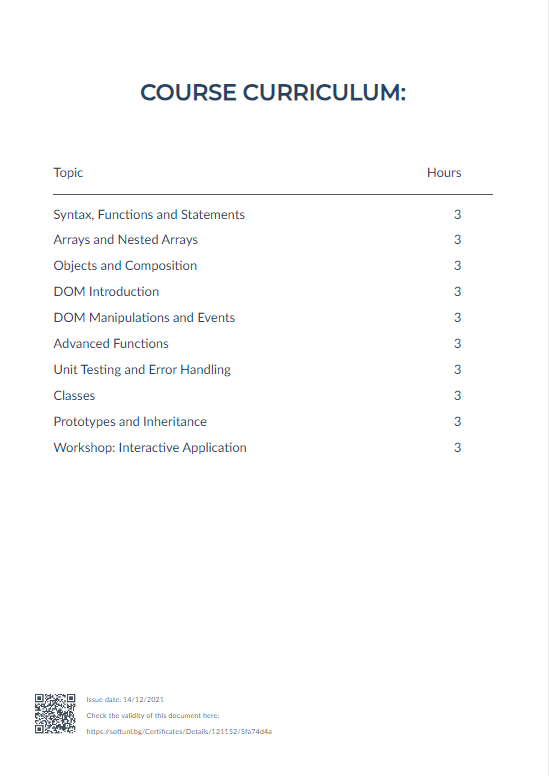 COURSE CURRICULUM:
Topic Hours
Syntax, Functions and Statements 3
Arrays and Nested Arrays 3
Objects and Composition 3
DOM Introduction 3
DOM Manipulations and Events 3
Advanced Functions 3
Unit Testing and Error Handling 3
Classes 3
Prototypes and Inheritance 3
Workshop: Interactive Application 3
Issue date: 14/12/2021
Check the validity of this document here:
https://softuni.bg/Certificates/Details/121152/5fa74d4a